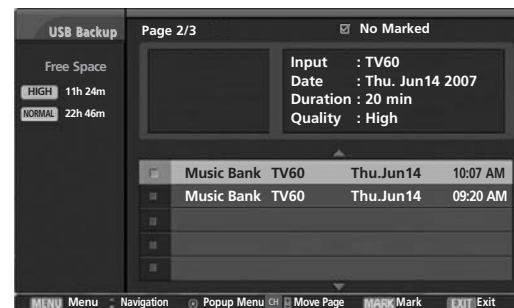 USB Backup
Page 2/3
No Marked
Free Space
HIGH 11h 24m
NORMAL 22h 46m
Input : TV60
Date : Thu. Jun14 2007
Duration : 20 min
Quality : High
Music Bank TV60 Thu.Jun14 10:07 AM
Music Bank TV60 Thu.Jun14 09:20 AM
MENU Menu Navigation Popup Menu CH Move Page MARK Mark EXIT Exit